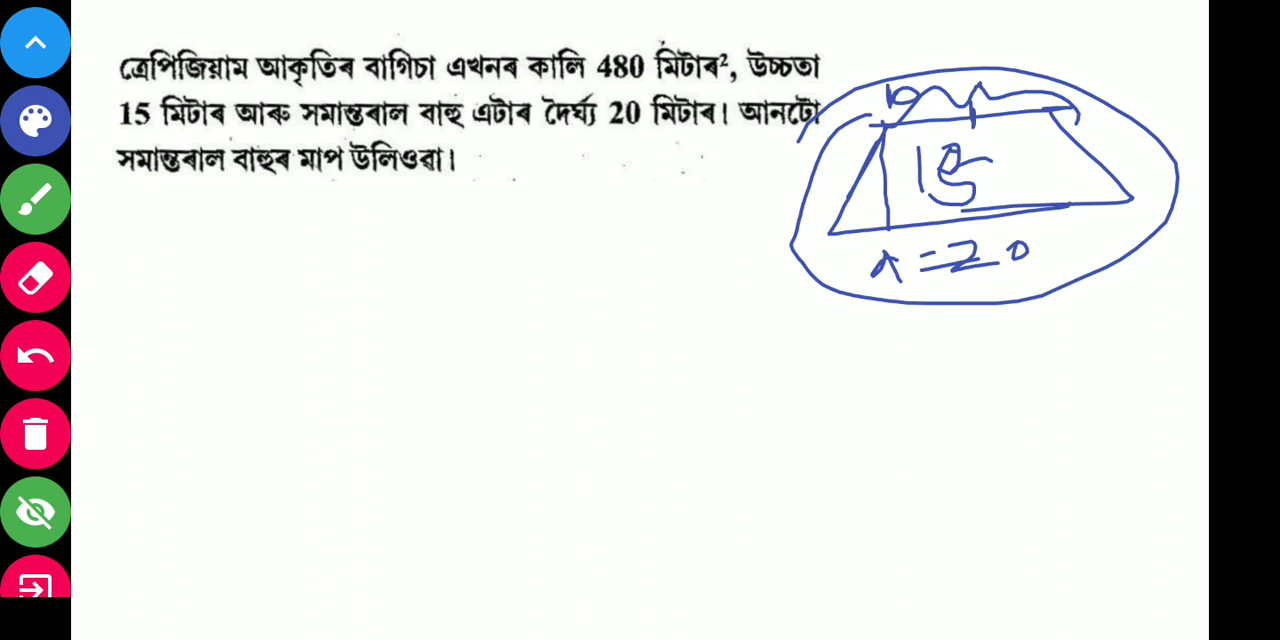 ত্ৰেপিজিয়াম আকৃতিৰ বাগিচা এখনৰ কালি 480 মিটাৰ², উচ্চতা
15 মিটাৰ আৰু সমান্তৰাল বাহু এটাৰ দৈৰ্ঘ্য 20 মিটাৰ। আনটো
সমান্তৰাল বাহুৰ মাপ উলিওৱা।
15
= 20